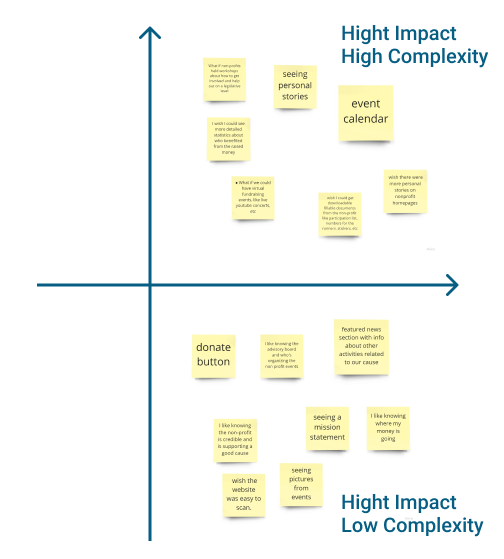 Hight Impact
High Complexity
What if non-profits
held workshops
about how to get
involved and help
out on a legislative
level
seeing
personal
stories
event
calendar
I wish I could see
more detailed
statistics about
who benefited
from the raised
money
• What if we could
have virtual
fundraising
events, like live
youtube concerts,
etc
wish I could get
downloadable
fillable documents
from the non-profit
like participation list,
numbers for the
contact, waivers, etc
wish there were
more personal
stories on
nonprofit
homepages
donate
button
I like knowing the
advisory board
and who's
organizing the
non profit events
featured news
section with info
about other
activities related
to our cause
I like knowing
the non-profit
is credible and
is supporting a
good cause
seeing a
mission
statement
I like knowing
where my
money is
going
wish the
website
was easy to
scan.
seeing
pictures
from
events
Hight Impact
Low Complexity